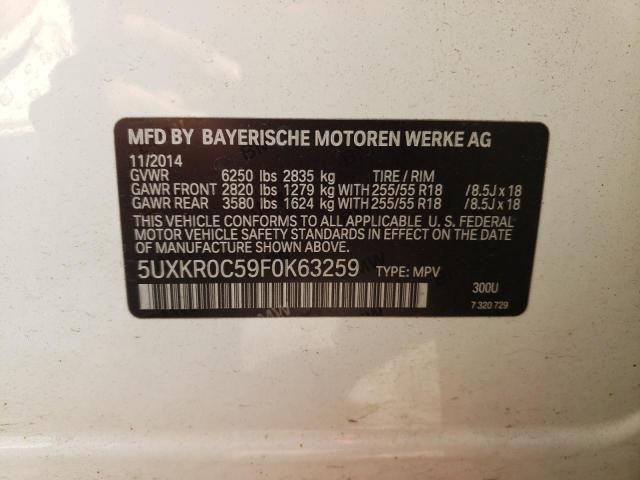 MFD BY BAYERISCHE MOTOREN WERKE AG
11/2014
GVWR 6250 lbs 2835 kg TIRE / RIM
GAWR FRONT 2820 lbs 1279 kg WITH 255/55 R18 /8.5J x 18
GAWR REAR 3580 lbs 1624 kg WITH 255/55 R18 /8.5J x 18
THIS VEHICLE CONFORMS TO ALL APPLICABLE U. S. FEDERAL
MOTOR VEHICLE SAFETY STANDARDS IN EFFECT ON THE
DATE OF MANUFACTURE SHOWN ABOVE.
5UXKR0C59F0K63259 TYPE: MPV
300U
7 320 729